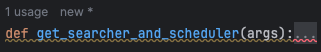 1 usage new *
def get_searcher_and_scheduler(args):...